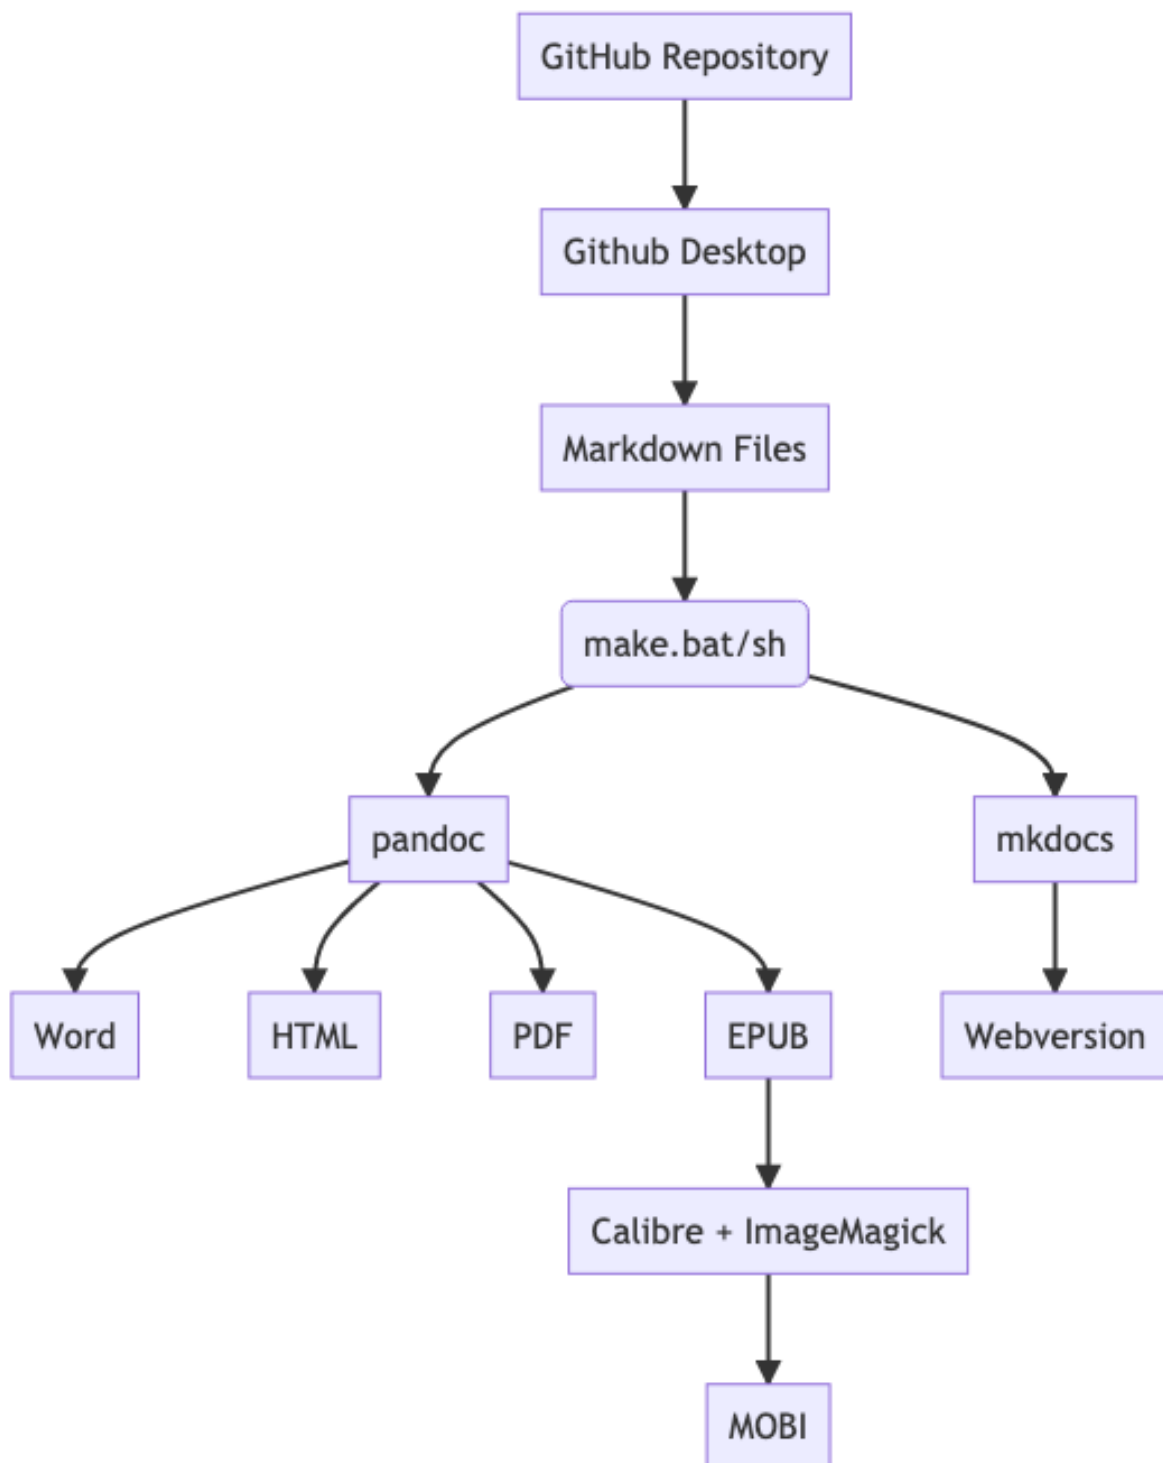 GitHub Repository
Github Desktop
Markdown Files
make.bat/sh
pandoc
mkdocs
Word
HTML
PDF
EPUB
Webversion
Calibre + ImageMagick
MOBI